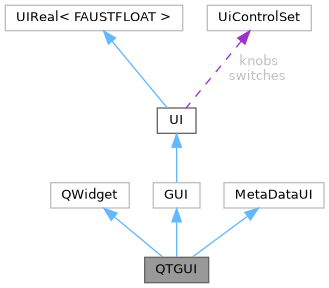 UIReal< FAUSTFLOAT >
UiControlSet
knobs
switches
UI
QWidget
GUI
MetaDataUI
QTGUI